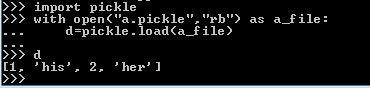 >>> import pickle
>>> with open("a.pickle","rb") as a_file:
...     d=pickle.load(a_file)
...
>>> d
[1, 'his', 2, 'her']
>>>